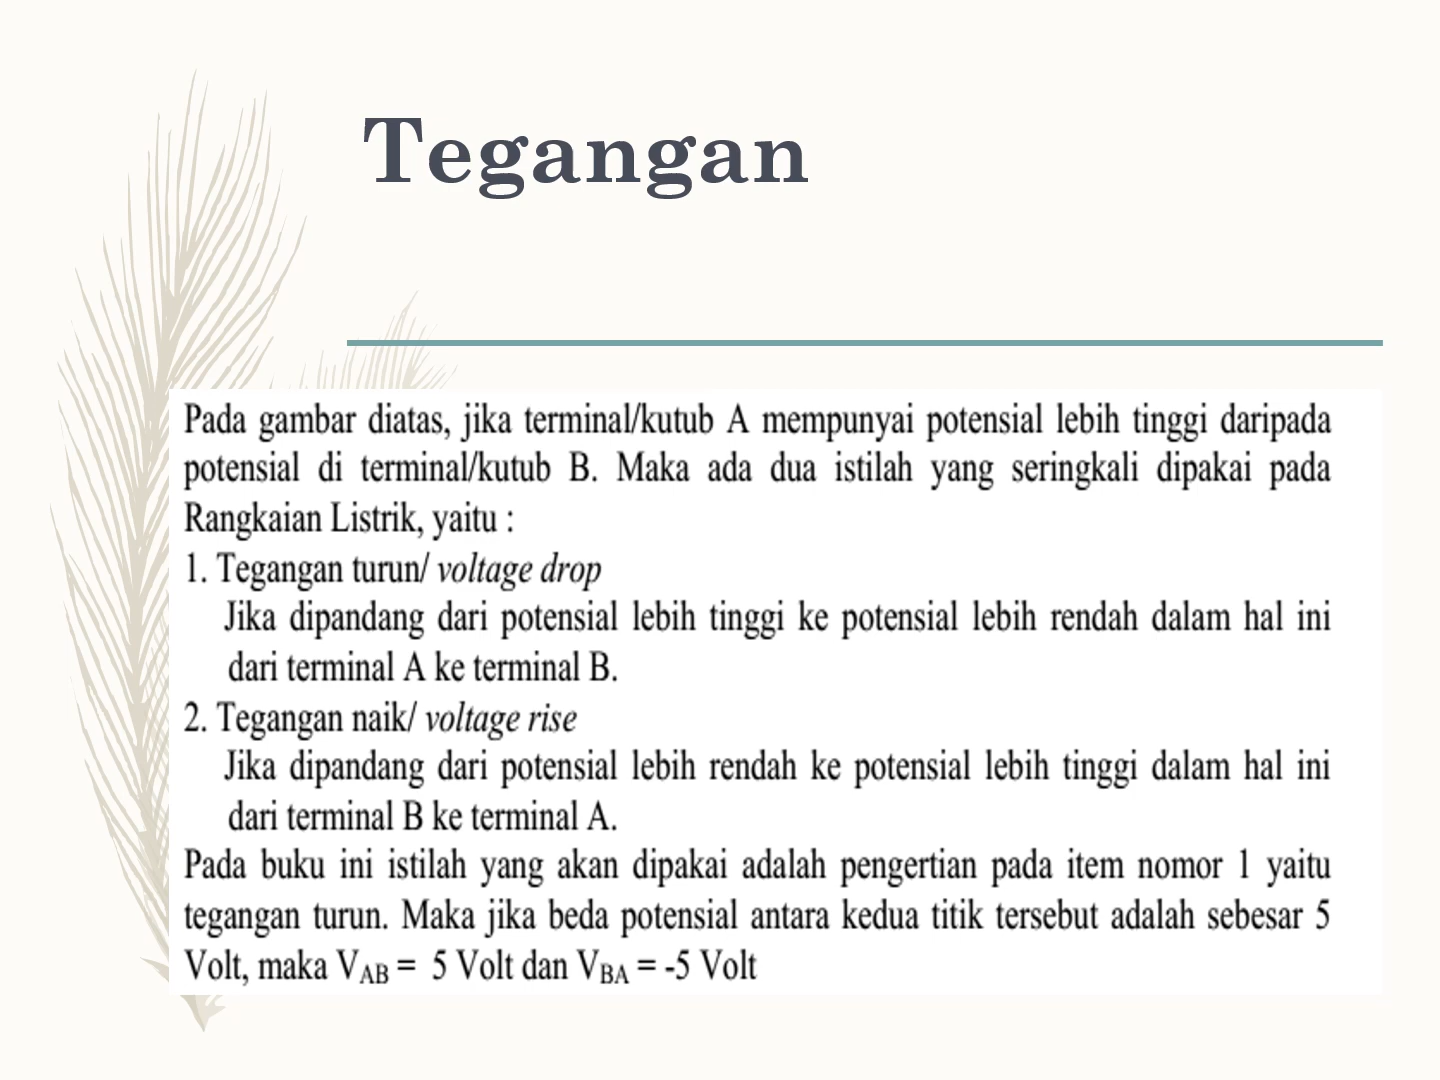 Tegangan
Pada gambar diatas, jika terminal/kutub A mempunyai potensial lebih tinggi daripada
potensial di terminal/kutub B. Maka ada dua istilah yang seringkali dipakai pada
Rangkaian Listrik, yaitu :
1. Tegangan turun/ voltage drop
Jika dipandang dari potensial lebih tinggi ke potensial lebih rendah dalam hal ini
dari terminal A ke terminal B.
2. Tegangan naik/ voltage rise
Jika dipandang dari potensial lebih rendah ke potensial lebih tinggi dalam hal ini
dari terminal B ke terminal A.
Pada buku ini istilah yang akan dipakai adalah pengertian pada item nomor 1 yaitu
tegangan turun. Maka jika beda potensial antara kedua titik tersebut adalah sebesar 5
Volt, maka VAB = 5 Volt dan VBA = -5 Volt